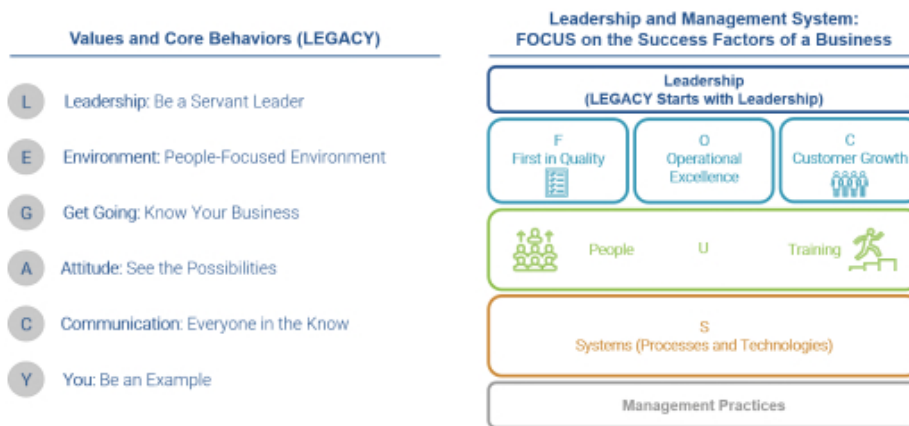 Values and Core Behaviors (LEGACY)
L Leadership: Be a Servant Leader
E Environment: People-Focused Environment
G Get Going: Know Your Business
A Attitude: See the Possibilities
C Communication: Everyone in the Know
Y You: Be an Example
Leadership and Management System:
FOCUS on the Success Factors of a Business
Leadership
(LEGACY Starts with Leadership)
F
First in Quality
O
Operational
Excellence
C
Customer Growth
People U Training
S
Systems (Processes and Technologies)
Management Practices